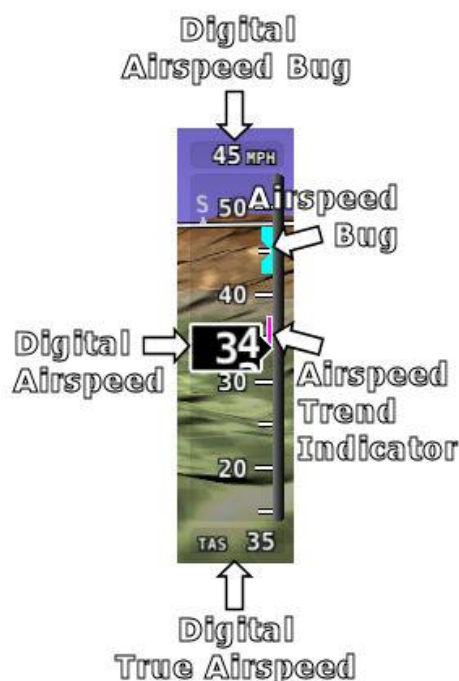 Digital
Airspeed Bug
45 MPH
S 50
Airspeed
Bug
40
Digital
Airspeed
34
30
Airspeed
Trend
Indicator
20
TAS 35
Digital
True Airspeed